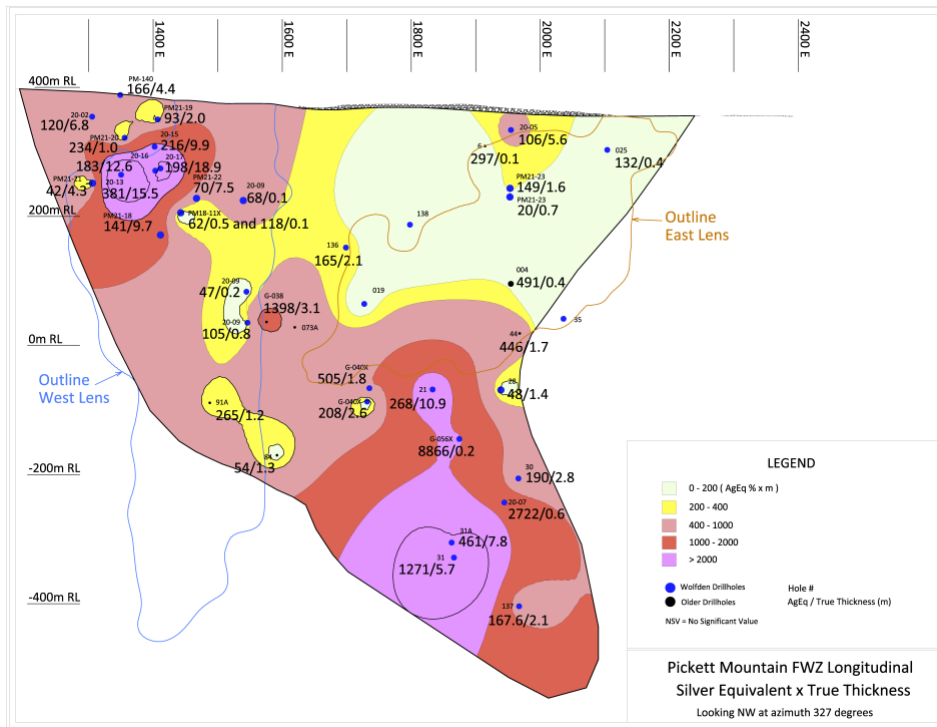 1400 E
1600 E
2000 E
2200 E
2400 E
400m RL
PM-140
166/4.4
PM21-19
93/2.0
20-02
120/6.8
20-05
106/5.6
PM21-20
234/1.0
20-15
216/9.9
6
297/0.1
025
132/0.4
20-16
183/12.6
20-17
198/18.9
PM21-21
42/4.3
20-13
381/15.5
PM21-22
70/7.5
20-09
68/0.1
PM21-23
149/1.6
PM21-23
20/0.7
200m RL
PM21-18
141/9.7
PM18-11X
62/0.5 and 118/0.1
138
Outline
East Lens
136
165/2.1
004
491/0.4
20-09
47/0.2
G-038
1398/3.1
019
20-09
105/0.8
073A
35
0m RL
44
446/1.7
Outline
West Lens
G-040X
505/1.8
21
268/10.9
28
48/1.4
91A
265/1.2
G-040A
208/2.6
G-056X
8866/0.2
54/1.3
-200m RL
30
190/2.8
20-07
2722/0.6
31A
461/7.8
31
1271/5.7
-400m RL
137
167.6/2.1
LEGEND
0 - 200 ( AgEq % x m )
200 - 400
400 - 1000
1000 - 2000
> 2000
Wolfden Drillholes
Hole #
Older Drillholes
AgEq / True Thickness (m)
NSV = No Significant Value
Pickett Mountain FWZ Longitudinal
Silver Equivalent x True Thickness
Looking NW at azimuth 327 degrees